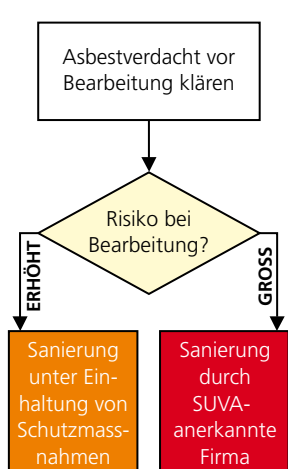 Asbestverdacht vor
Bearbeitung klären
Risiko bei
Bearbeitung?
ERHÖHT
GROSS
Sanierung
unter Ein-
haltung von
Schutzmass-
nahmen
Sanierung
durch
SUVA-
anerkannte
Firma